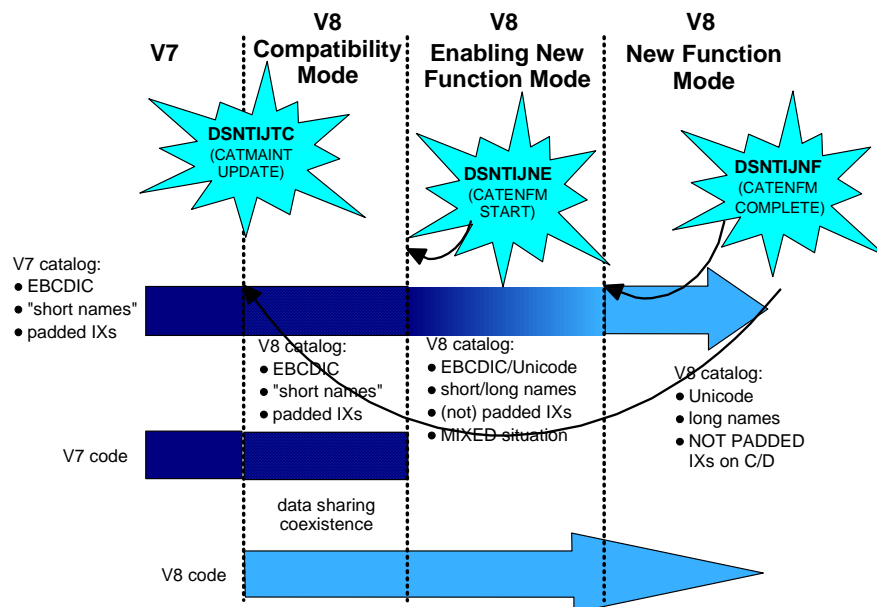 V7
V8
Compatibility
Mode
V8
Enabling New
Function Mode
V8
New Function
Mode
DSNTIJTC
(CATMAINT
UPDATE)
DSNTIJNE
(CATENFM
START)
DSNTIJNF
(CATENFM
COMPLETE)
V7 catalog:
● EBCDIC
● "short names"
● padded IXs
V8 catalog:
● EBCDIC
● "short names"
● padded IXs
V8 catalog:
● EBCDIC/Unicode
● short/long names
● (not) padded IXs
● MIXED situation
V8 catalog:
● Unicode
● long names
● NOT PADDED
IXs on C/D
V7 code
data sharing
coexistence
V8 code